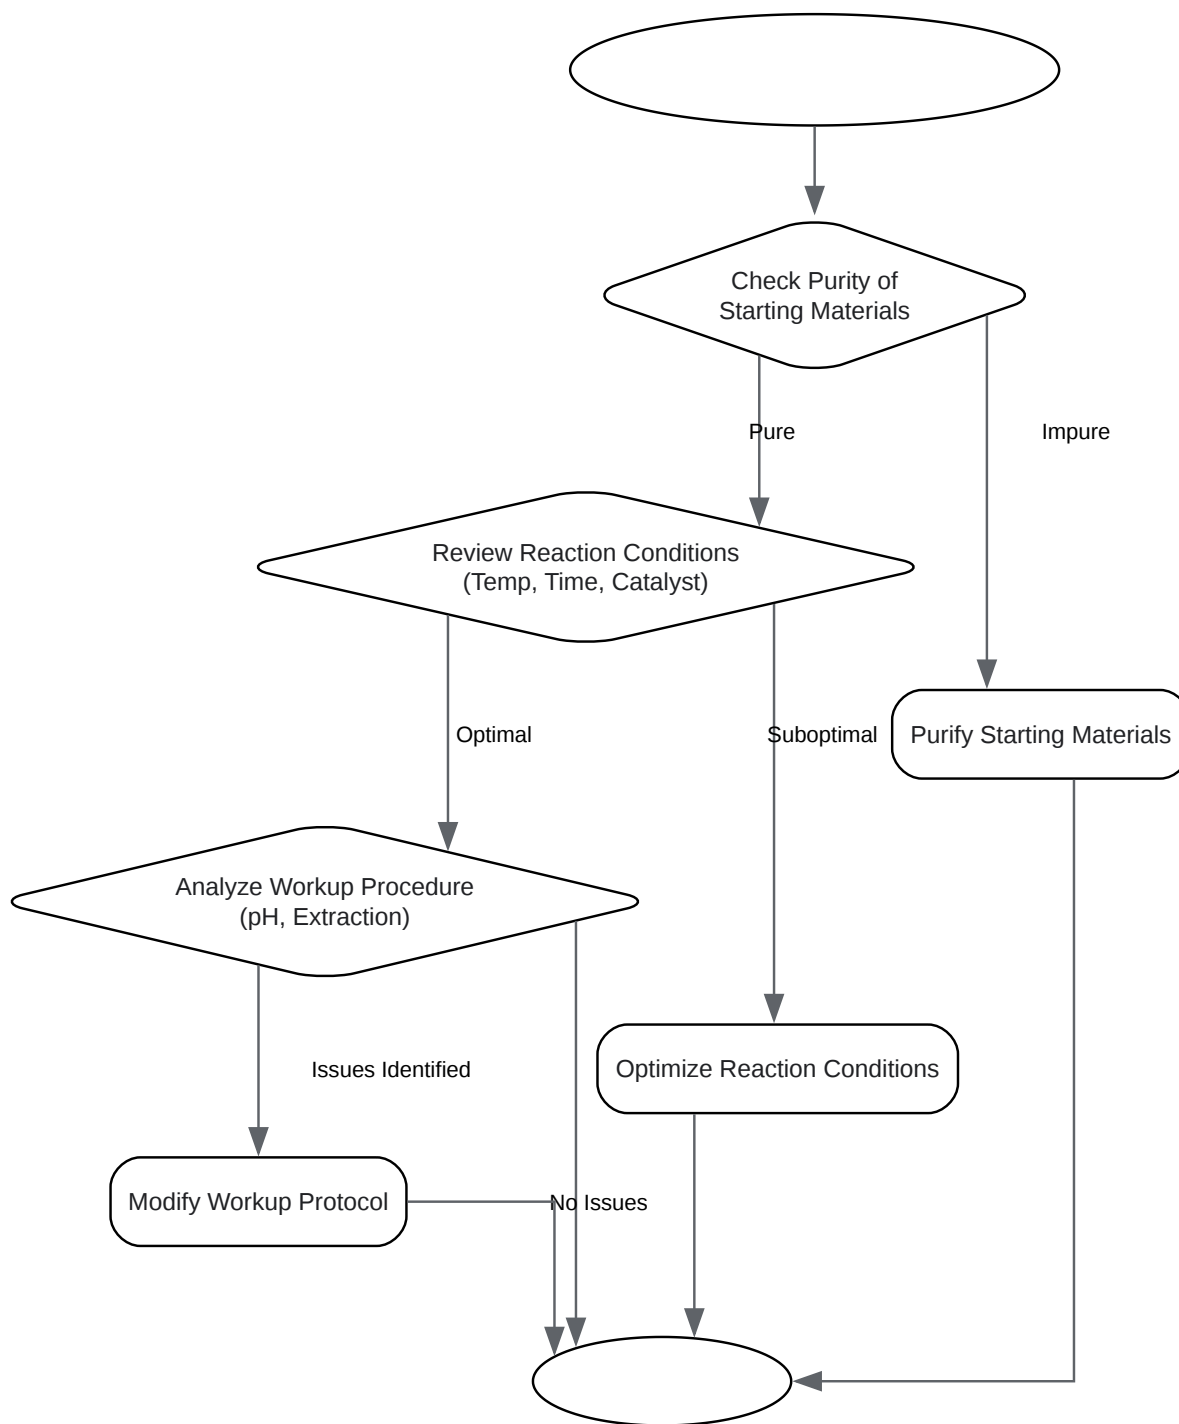 Check Purity of
Starting Materials
Pure
Impure
Review Reaction Conditions
(Temp, Time, Catalyst)
Optimal
Suboptimal
Purify Starting Materials
Analyze Workup Procedure
(pH, Extraction)
Issues Identified
Optimize Reaction Conditions
Modify Workup Protocol
No Issues